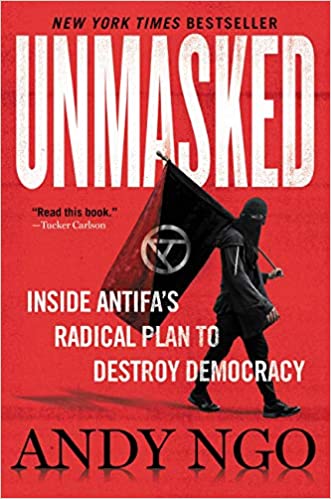 NEW YORK TIMES BESTSELLER
UNMASKED
"Read this book."
—Tucker Carlson
INSIDE ANTIFA'S
RADICAL PLAN TO
DESTROY DEMOCRACY
ANDY NGO